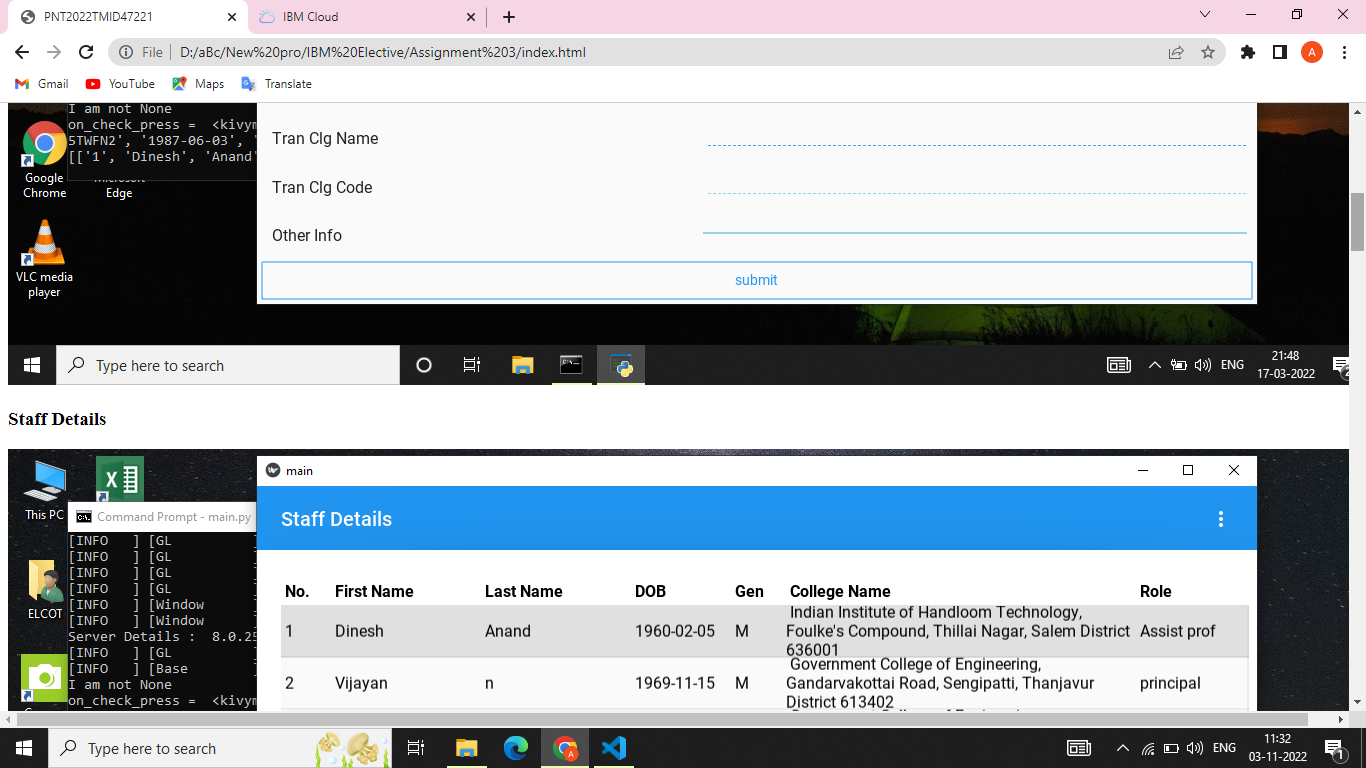 PNT2022TMID47221
IBM Cloud
File D:/aBc/New%20pro/IBM%20Elective/Assignment%203/index.html
A
Gmail YouTube Maps Translate
I am not None
on_check_press = <kivym
5TWFN2', '1987-06-03', '
[['1', 'Dinesh', 'Anand'
Google
Chrome
Microsoft
Edge
VLC media
player
Tran Clg Name
Tran Clg Code
Other Info
submit
Type here to search
ENG
21:48
17-03-2022
2
Staff Details
This PC
ELCOT
Command Prompt - main.py
[INFO ] [GL ]
[INFO ] [GL ]
[INFO ] [GL ]
[INFO ] [GL ]
[INFO ] [Window ]
[INFO ] [Window ]
Server Details : 8.0.25
[INFO ] [GL ]
[INFO ] [Base ]
I am not None
on_check_press = <kivym
main
Staff Details
No. First Name Last Name DOB Gen College Name Role
1 Dinesh Anand 1960-02-05 M Indian Institute of Handloom Technology,
Foulke's Compound, Thillai Nagar, Salem District
636001 Assist prof
2 Vijayan n 1969-11-15 M Government College of Engineering,
Gandarvakottai Road, Sengipatti, Thanjavur
District 613402 principal
Type here to search
A
ENG
11:32
03-11-2022
1